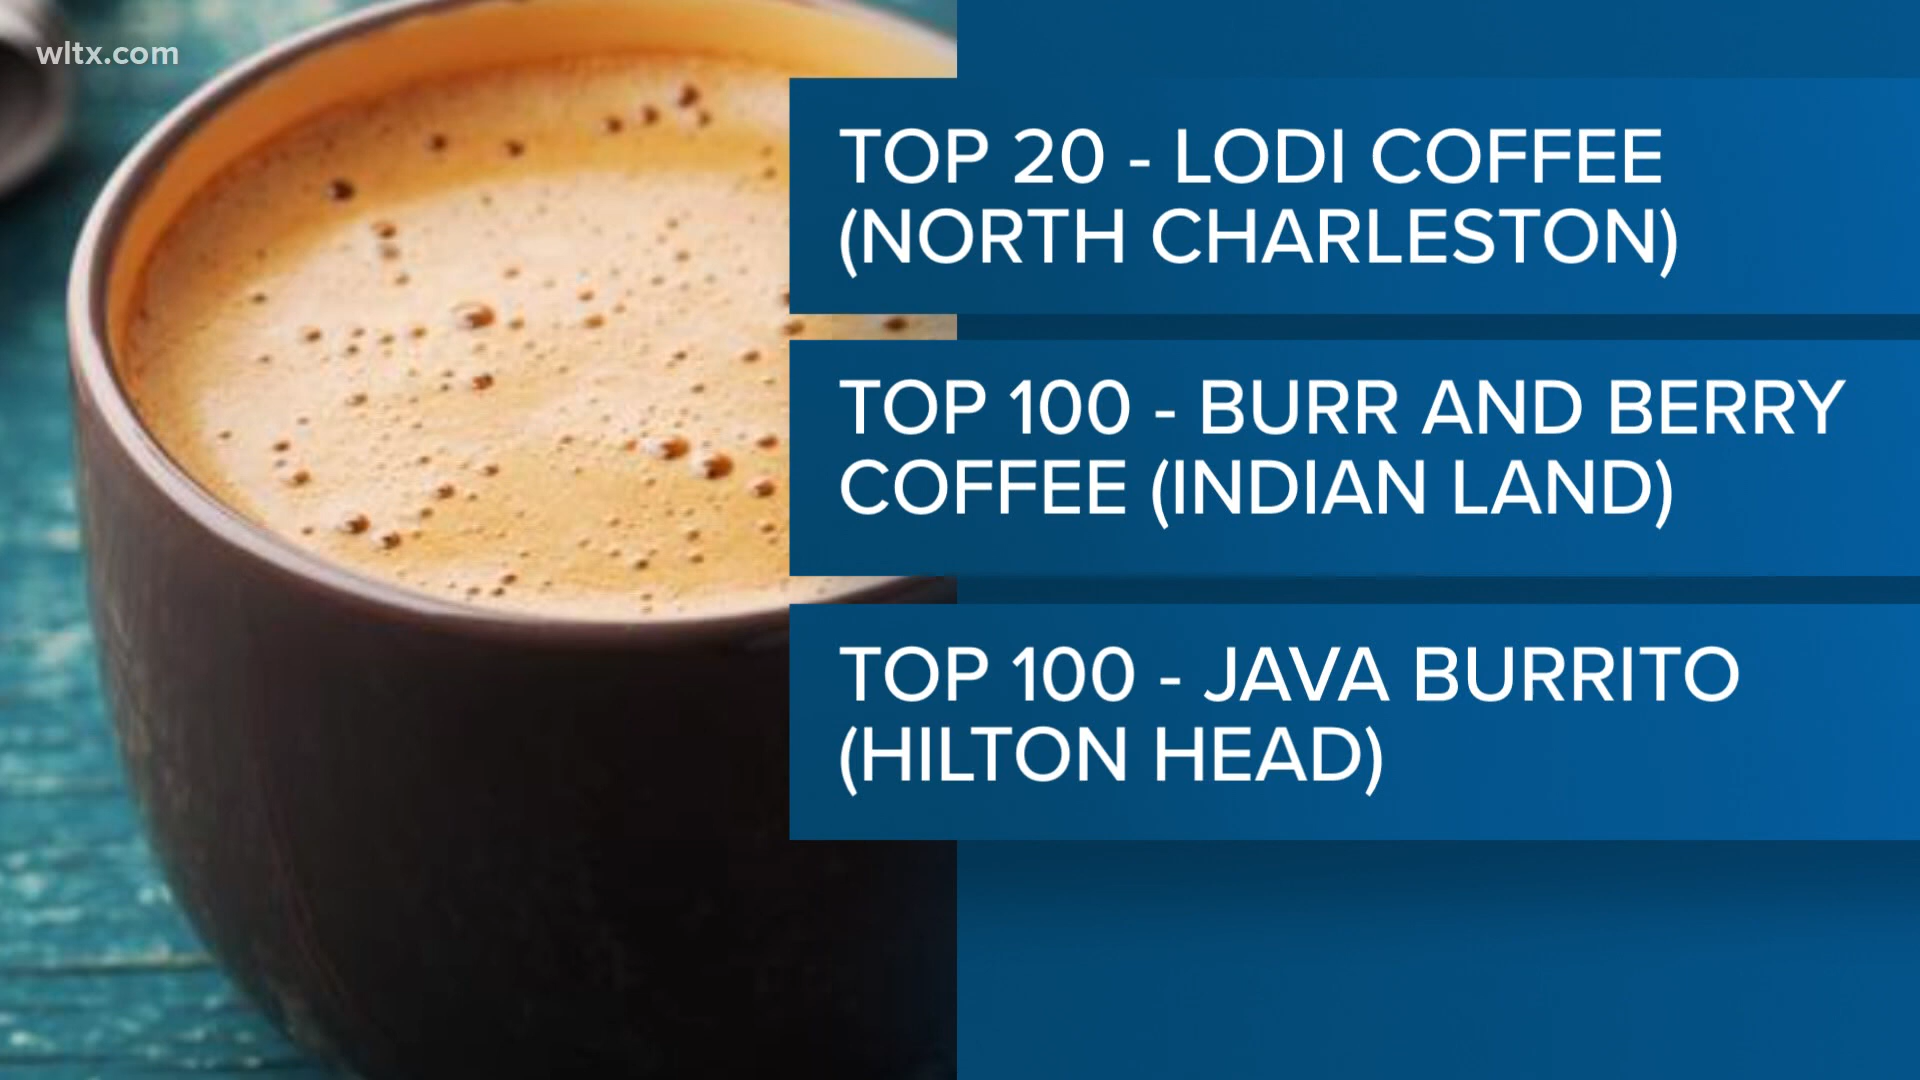 wltx.com
TOP 20 - LODI COFFEE
(NORTH CHARLESTON)
TOP 100 - BURR AND BERRY
COFFEE (INDIAN LAND)
TOP 100 - JAVA BURRITO
(HILTON HEAD)